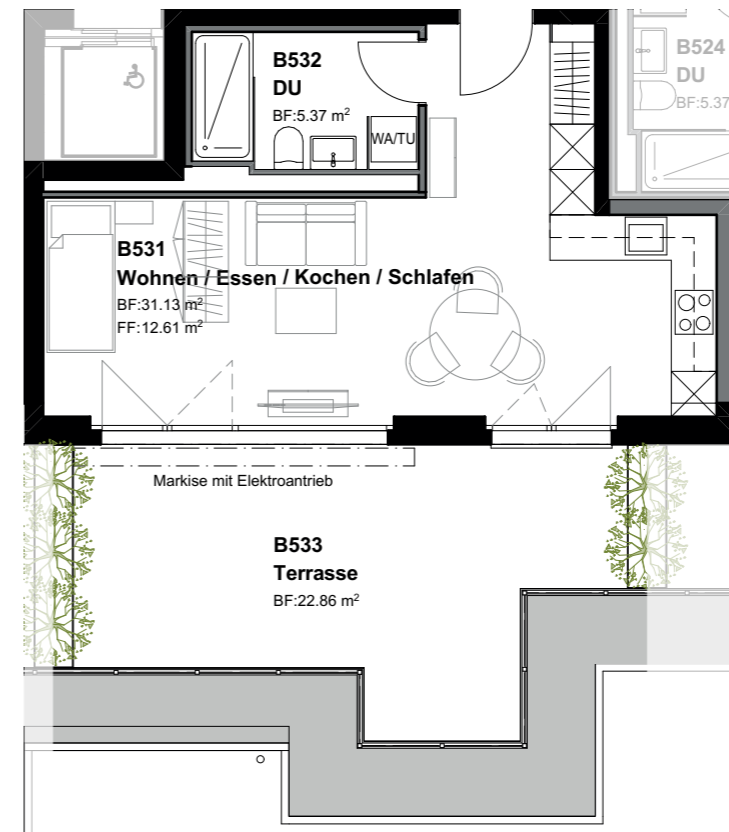 B532
DU
BF:5.37 m²
WA/TU
B524
DU
BF:5.37
B531
Wohnen / Essen / Kochen / Schlafen
BF:31.13 m²
FF:12.61 m²
Markise mit Elektroantrieb
B533
Terrasse
BF:22.86 m²